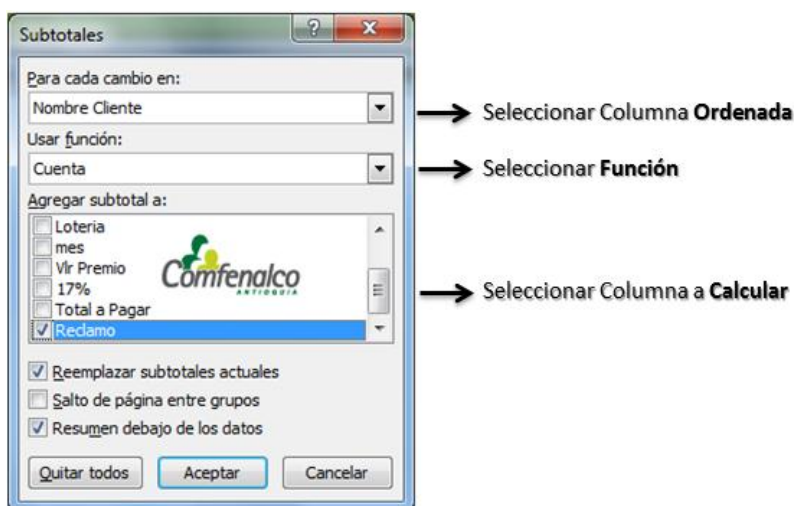 Subtotales
Para cada cambio en:
Nombre Cliente
Seleccionar Columna Ordenada
Usar función:
Cuenta
Seleccionar Función
Agregar subtotal a:
Loteria
mes
Vlr Premio
17%
Total a Pagar
Reclamo
Comfenalco
ANTIOQUIA
Seleccionar Columna a Calcular
Reemplazar subtotales actuales
Salto de página entre grupos
Resumen debajo de los datos
Quitar todos
Aceptar
Cancelar